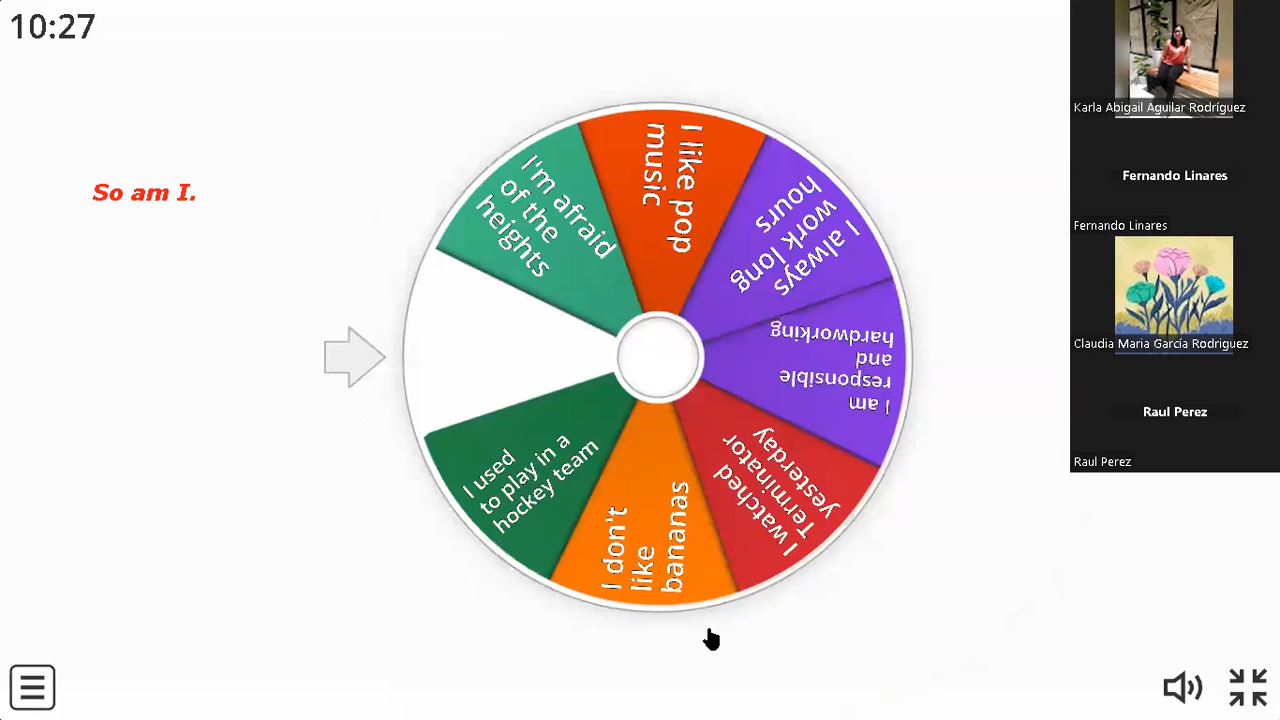 10:27
So am I.
I'm afraid
of the
heights
I like pop
music
I always
work long
hours
I am
responsible
and
hardworking
I watched
Terminator
yesterday
I don't
like
bananas
I used
to play in a
hockey team
Karla Abigail Aguilar Rodríguez
Fernando Linares
Fernando Linares
Claudia Maria García Rodriguez
Raul Perez
Raul Perez